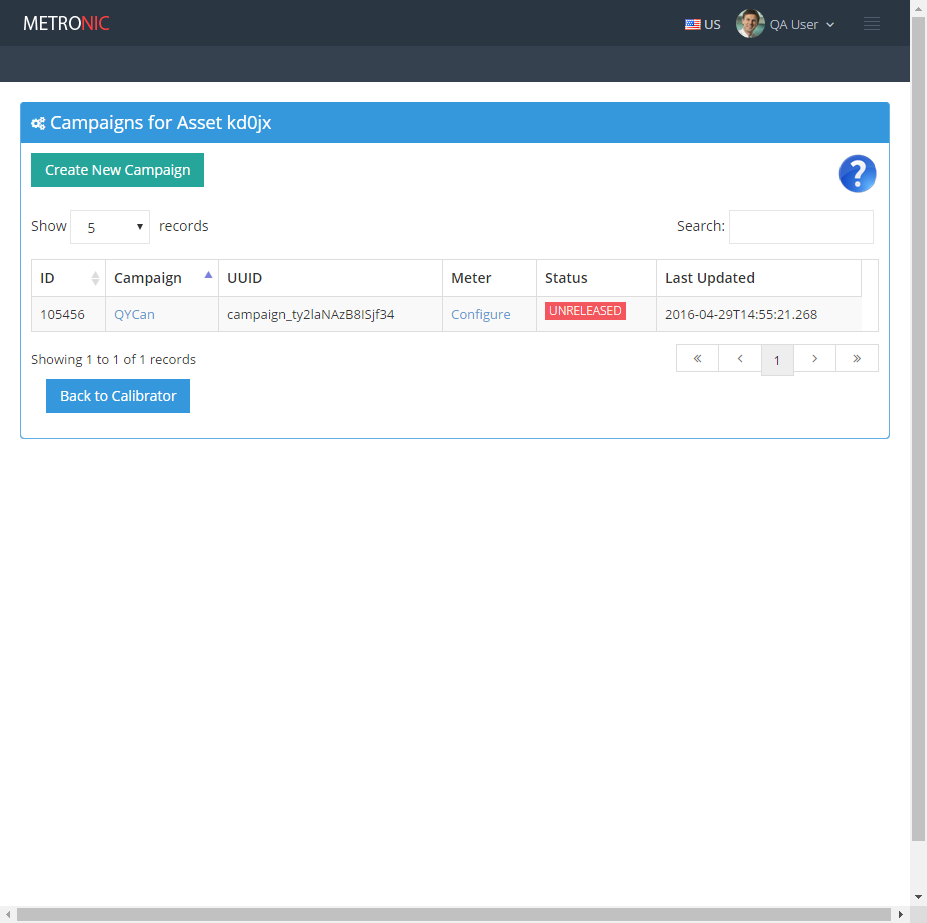 METRONIC
US QA User
Campaigns for Asset kd0jx
Create New Campaign
?
Show 5 records Search:
ID Campaign UUID Meter Status Last Updated
105456 QYCan campaign_ty2laNAzB8ISjf34 Configure UNRELEASED 2016-04-29T14:55:21.268
Showing 1 to 1 of 1 records « ‹ 1 › »
Back to Calibrator